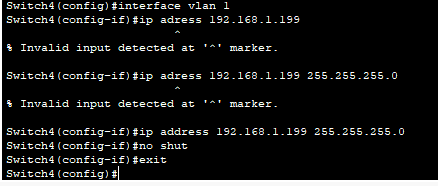 Switch4(config)#interface vlan 1
Switch4(config-if)#ip adress 192.168.1.199
^
% Invalid input detected at '^' marker.
Switch4(config-if)#ip adress 192.168.1.199 255.255.255.0
^
% Invalid input detected at '^' marker.
Switch4(config-if)#ip address 192.168.1.199 255.255.255.0
Switch4(config-if)#no shut
Switch4(config-if)#exit
Switch4(config)#